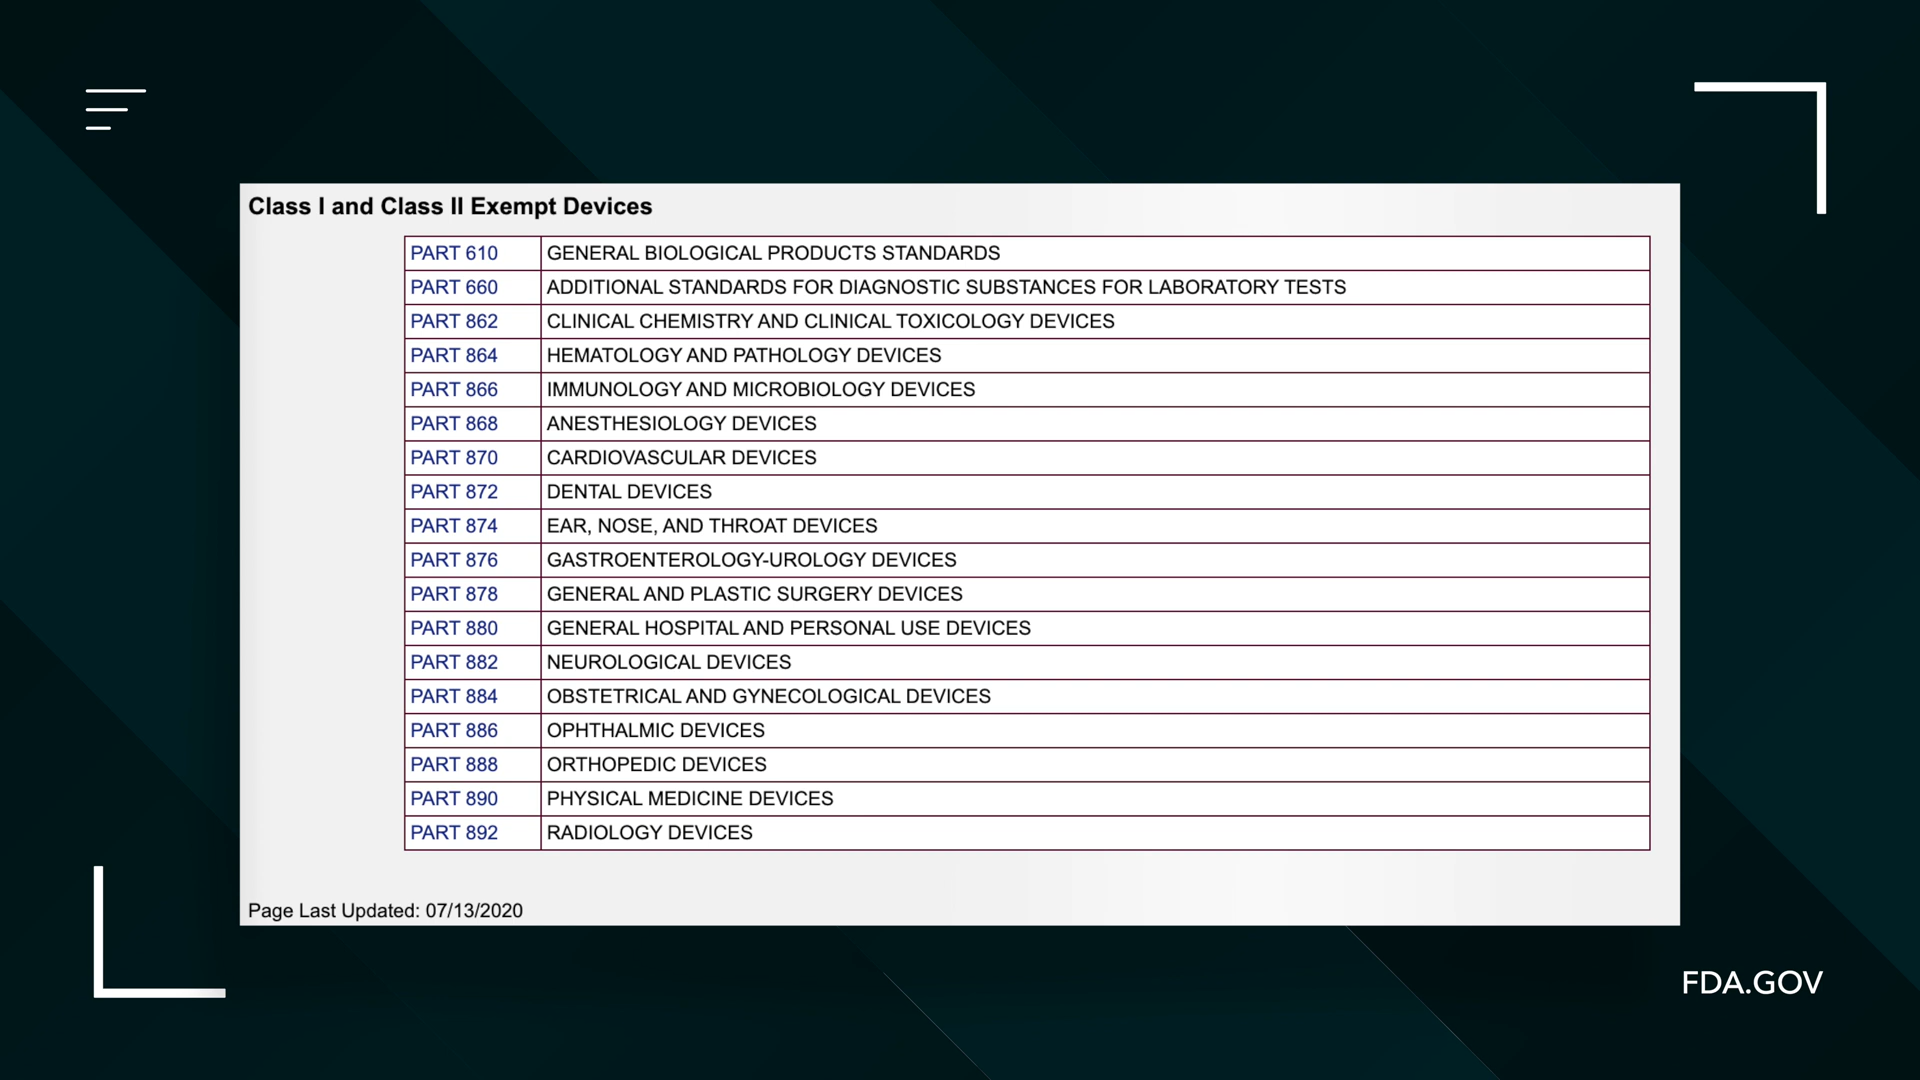 Class I and Class II Exempt Devices
PART 610 GENERAL BIOLOGICAL PRODUCTS STANDARDS
PART 660 ADDITIONAL STANDARDS FOR DIAGNOSTIC SUBSTANCES FOR LABORATORY TESTS
PART 862 CLINICAL CHEMISTRY AND CLINICAL TOXICOLOGY DEVICES
PART 864 HEMATOLOGY AND PATHOLOGY DEVICES
PART 866 IMMUNOLOGY AND MICROBIOLOGY DEVICES
PART 868 ANESTHESIOLOGY DEVICES
PART 870 CARDIOVASCULAR DEVICES
PART 872 DENTAL DEVICES
PART 874 EAR, NOSE, AND THROAT DEVICES
PART 876 GASTROENTEROLOGY-UROLOGY DEVICES
PART 878 GENERAL AND PLASTIC SURGERY DEVICES
PART 880 GENERAL HOSPITAL AND PERSONAL USE DEVICES
PART 882 NEUROLOGICAL DEVICES
PART 884 OBSTETRICAL AND GYNECOLOGICAL DEVICES
PART 886 OPHTHALMIC DEVICES
PART 888 ORTHOPEDIC DEVICES
PART 890 PHYSICAL MEDICINE DEVICES
PART 892 RADIOLOGY DEVICES
Page Last Updated: 07/13/2020
FDA.GOV